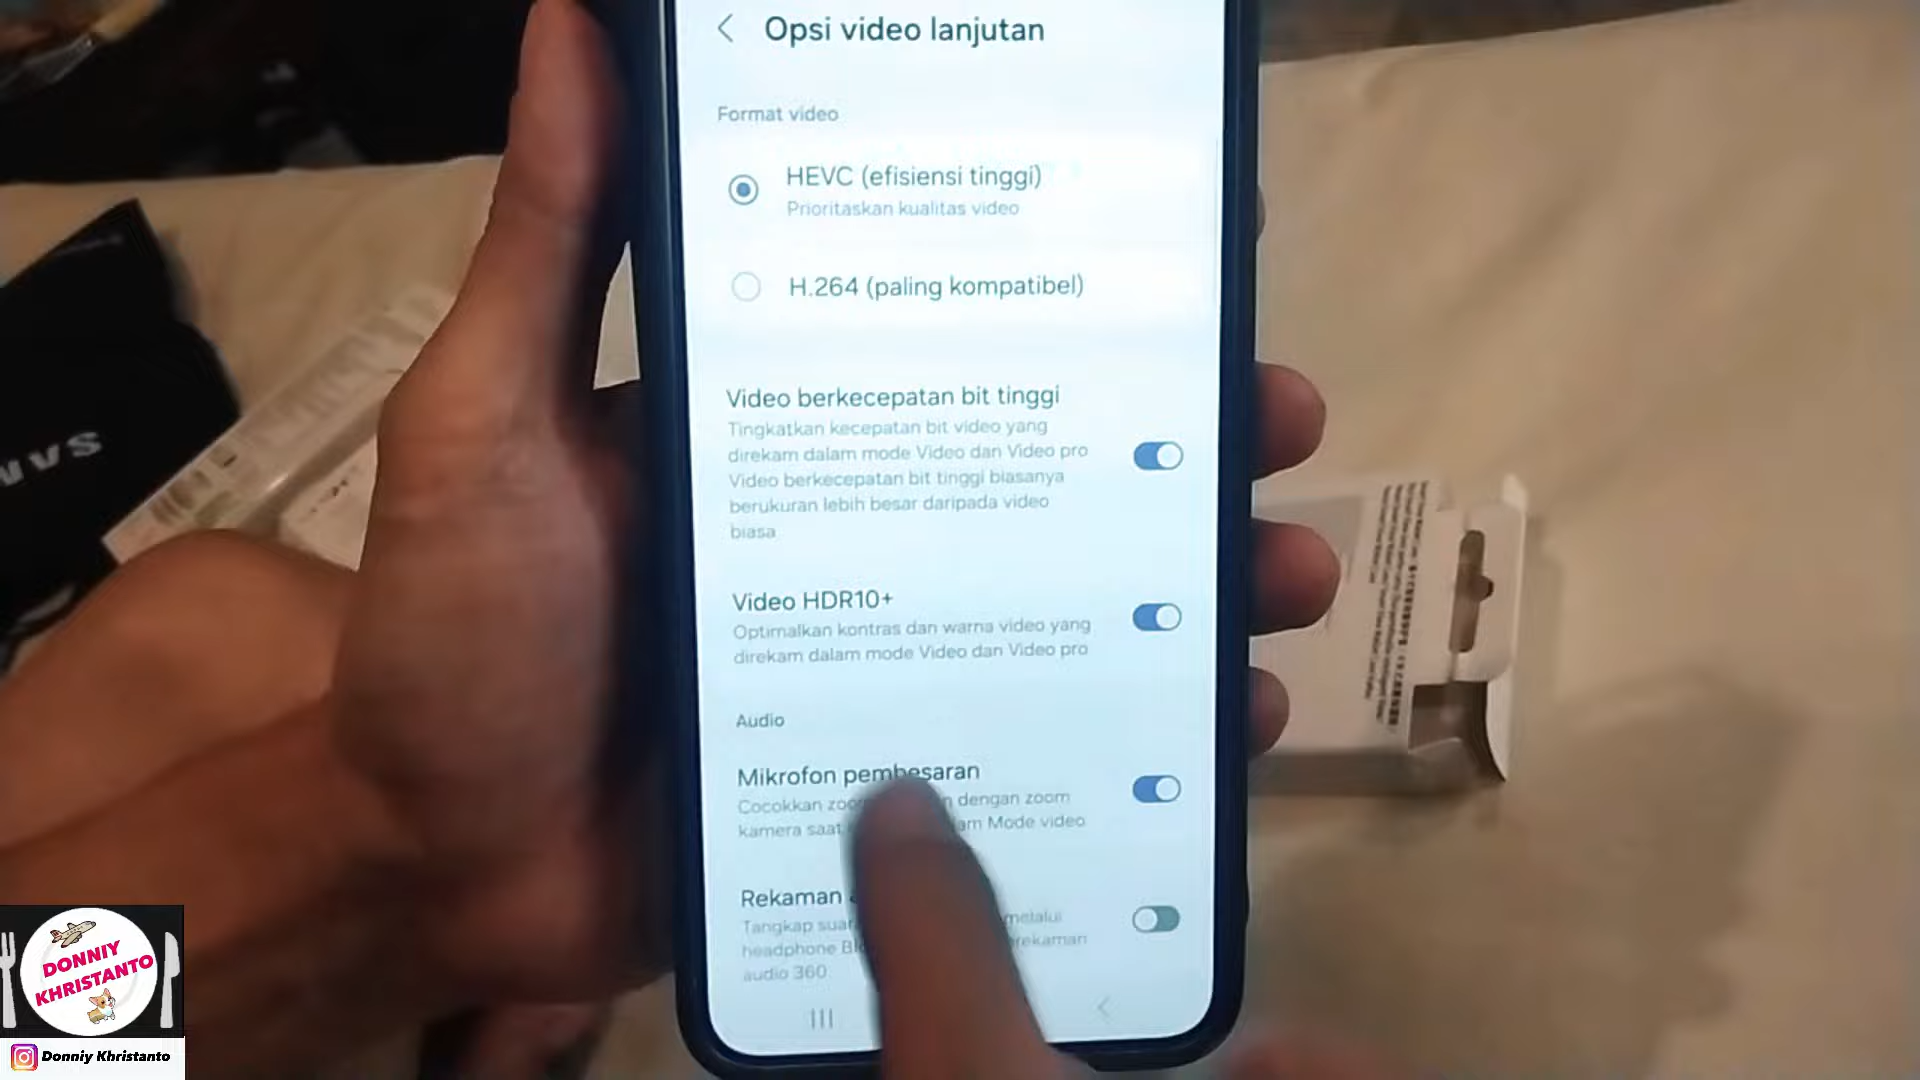 Opsi video lanjutan
Format video
HEVC (efisiensi tinggi)
Prioritaskan kualitas video
H.264 (paling kompatibel)
Video berkecepatan bit tinggi
Tingkatkan kecepatan bit video yang
direkam dalam mode Video dan Video pro
Video berkecepatan bit tinggi biasanya
berukuran lebih besar daripada video
biasa
Video HDR10+
Optimalkan kontras dan warna video yang
direkam dalam mode Video dan Video pro
Audio
Mikrofon pembesaran
Cocokkan dengan zoom
kamera saat Mode video
Rekaman
Tangkap melalui
headphone
audio 360
DONNIY
KHRISTANTO
Donniy Khristanto